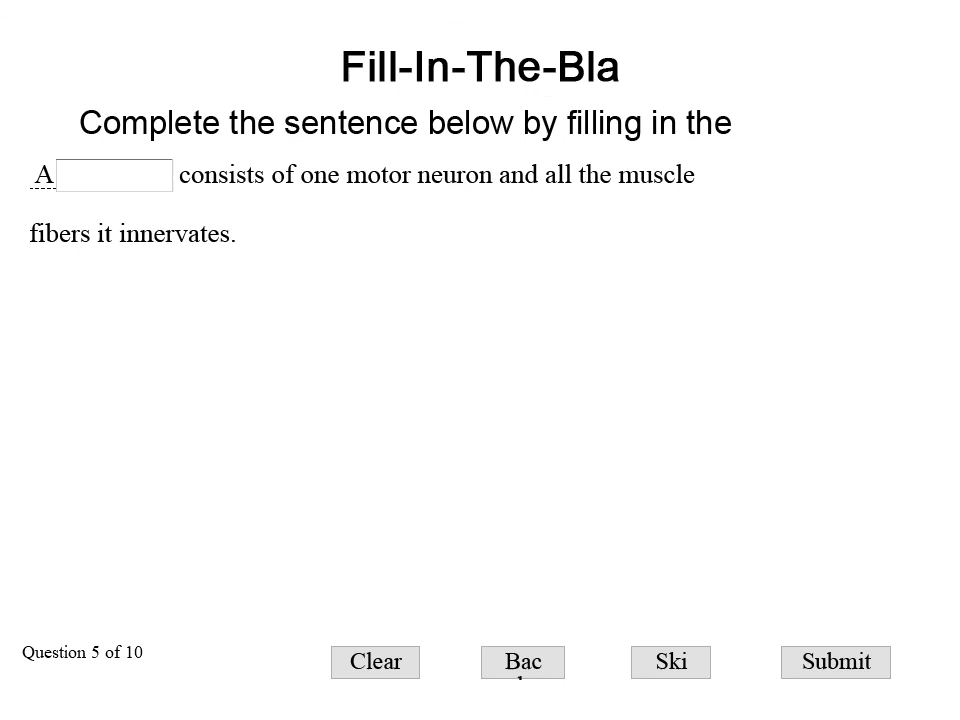 Fill-In-The-Bla
Complete the sentence below by filling in the
A consists of one motor neuron and all the muscle
fibers it innervates.
Question 5 of 10
Clear
Bac
Ski
Submit